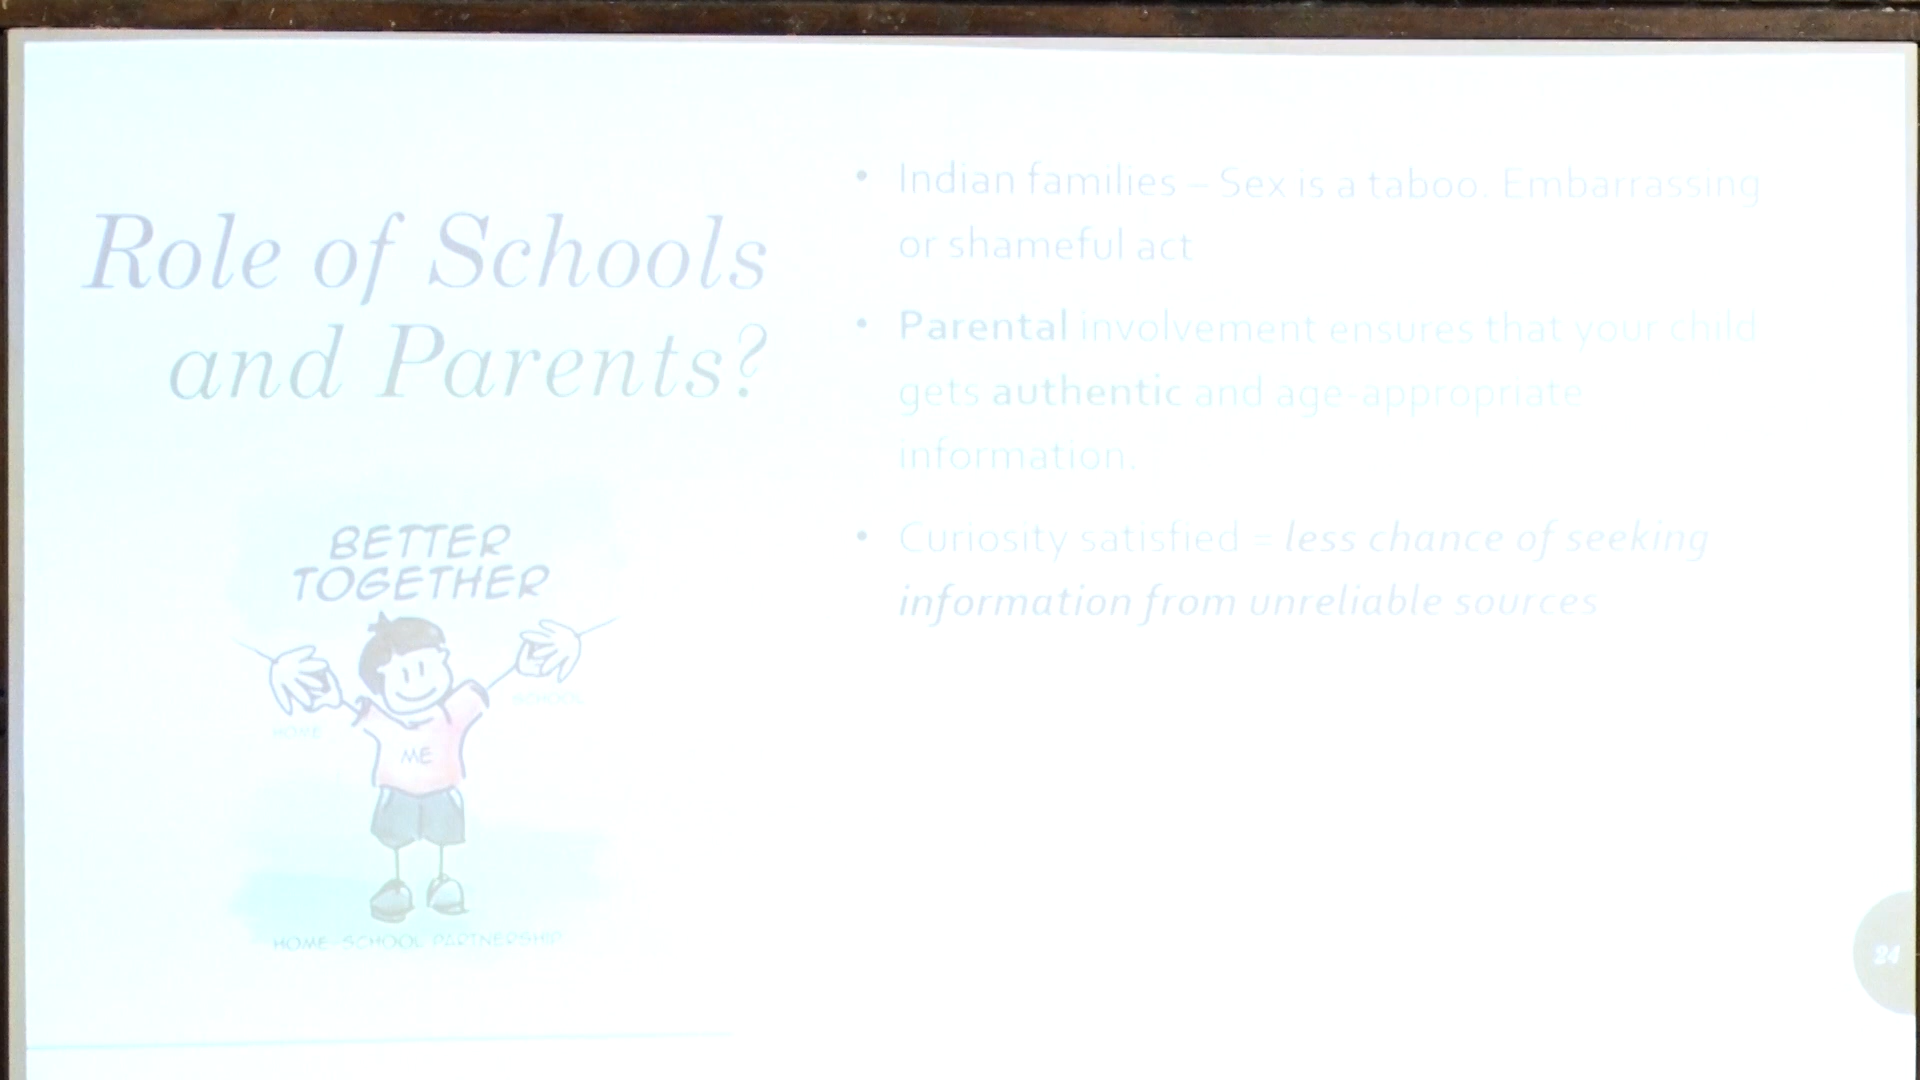 Role of Schools
and Parents?
• Indian families – Sex is a taboo. Embarrassing
or shameful act
• Parental involvement ensures that your child
gets authentic and age-appropriate
information.
• Curiosity satisfied = less chance of seeking
information from unreliable sources
BETTER
TOGETHER
SCHOOL
HOME
ME
HOME-SCHOOL PARTNERSHIP
24